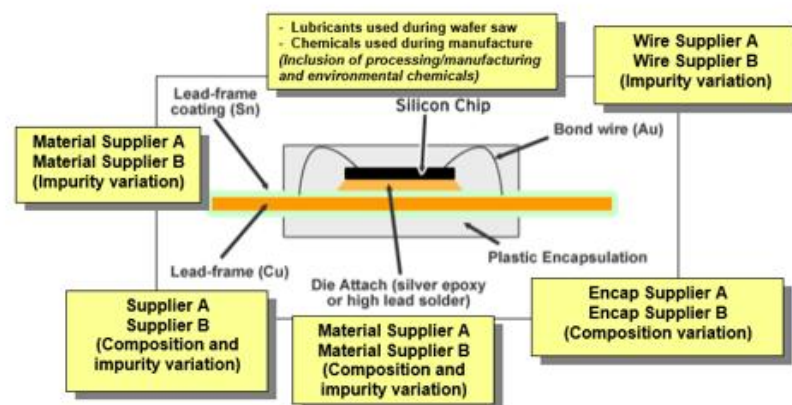 - Lubricants used during wafer saw
- Chemicals used during manufacture
(Inclusion of processing/manufacturing
and environmental chemicals)
Wire Supplier A
Wire Supplier B
(Impurity variation)
Lead-frame
coating (Sn)
Silicon Chip
Bond wire (Au)
Material Supplier A
Material Supplier B
(Impurity variation)
Plastic Encapsulation
Lead-frame (Cu)
Die Attach (silver epoxy
or high lead solder)
Supplier A
Supplier B
(Composition and
impurity variation)
Material Supplier A
Material Supplier B
(Composition and
impurity variation)
Encap Supplier A
Encap Supplier B
(Composition variation)